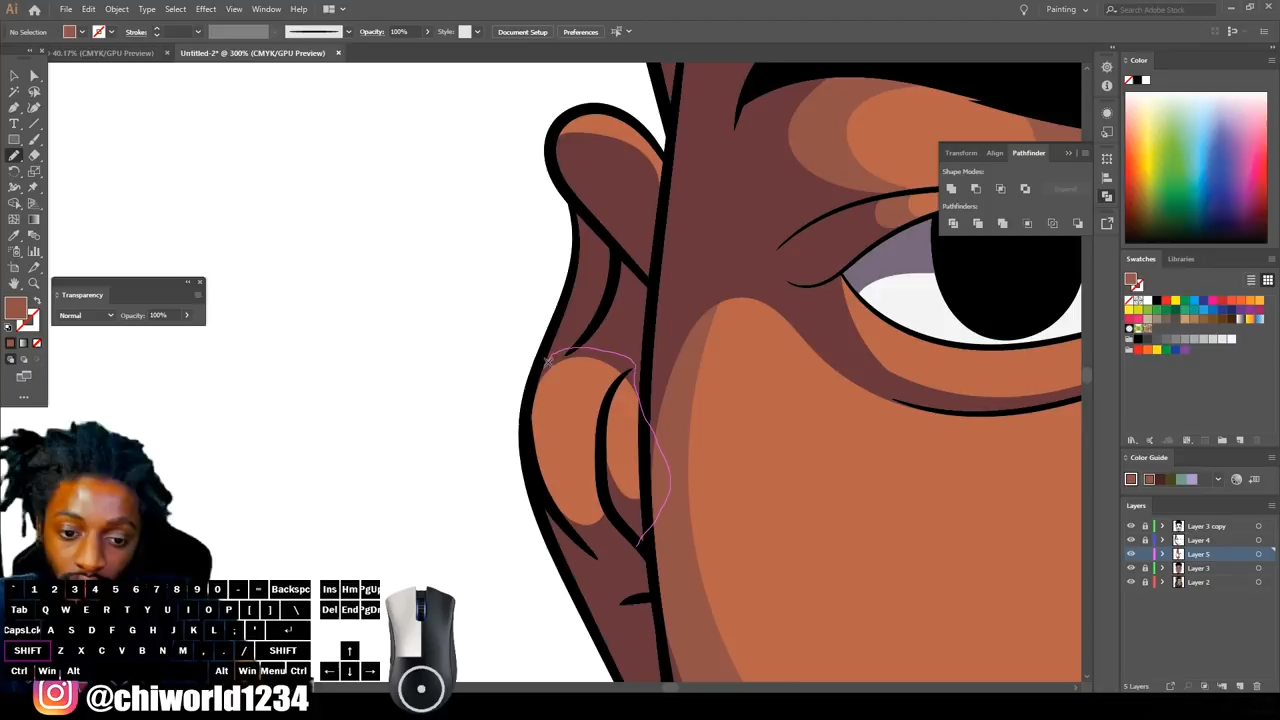 Ai File Edit Object Type Select Effect View Window Help Painting Search Adobe Stock
No Selection Stroke: Opacity: 100% Style: Document Setup Preferences
40.17% (CMYK/GPU Preview) × Untitled-2* @ 300% (CMYK/GPU Preview) ×
Color
Transform Align Pathfinder
Shape Modes:
Expand
Pathfinders:
Swatches Libraries
Transparency
Normal Opacity: 100%
Color Guide
Layers
Layer 3 copy
Layer 4
Layer 5
Layer 3
Layer 2
5 Layers
` 1 2 3 4 5 6 7 8 9 0 - = Backspc Ins Hm PgUp
Tab Q W E R T Y U I O P [ ] \ Del End PgDn
CapsLck A S D F G H J K L ; '
SHIFT Z X C V B N M , . / SHIFT
Ctrl Win Alt Alt Win Menu Ctrl
@chiworld1234